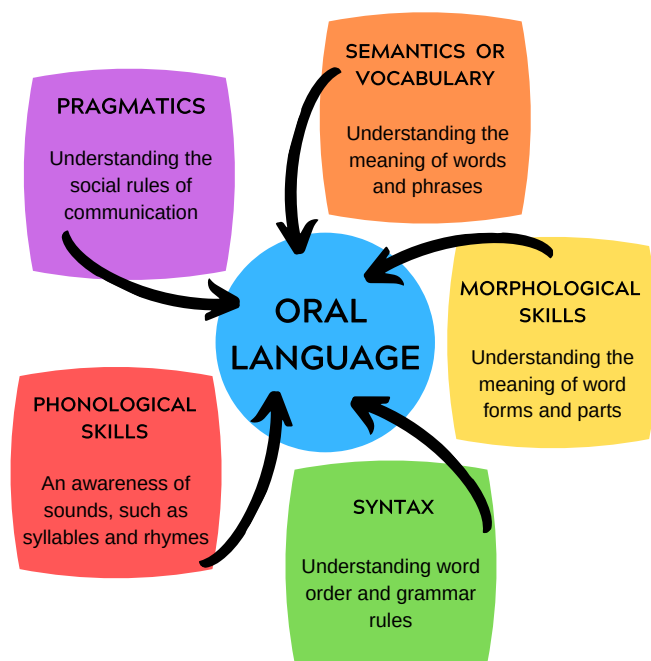 SEMANTICS OR
VOCABULARY
Understanding the
meaning of words
and phrases
PRAGMATICS
Understanding the
social rules of
communication
ORAL
LANGUAGE
MORPHOLOGICAL
SKILLS
Understanding the
meaning of word
forms and parts
PHONOLOGICAL
SKILLS
An awareness of
sounds, such as
syllables and rhymes
SYNTAX
Understanding word
order and grammar
rules